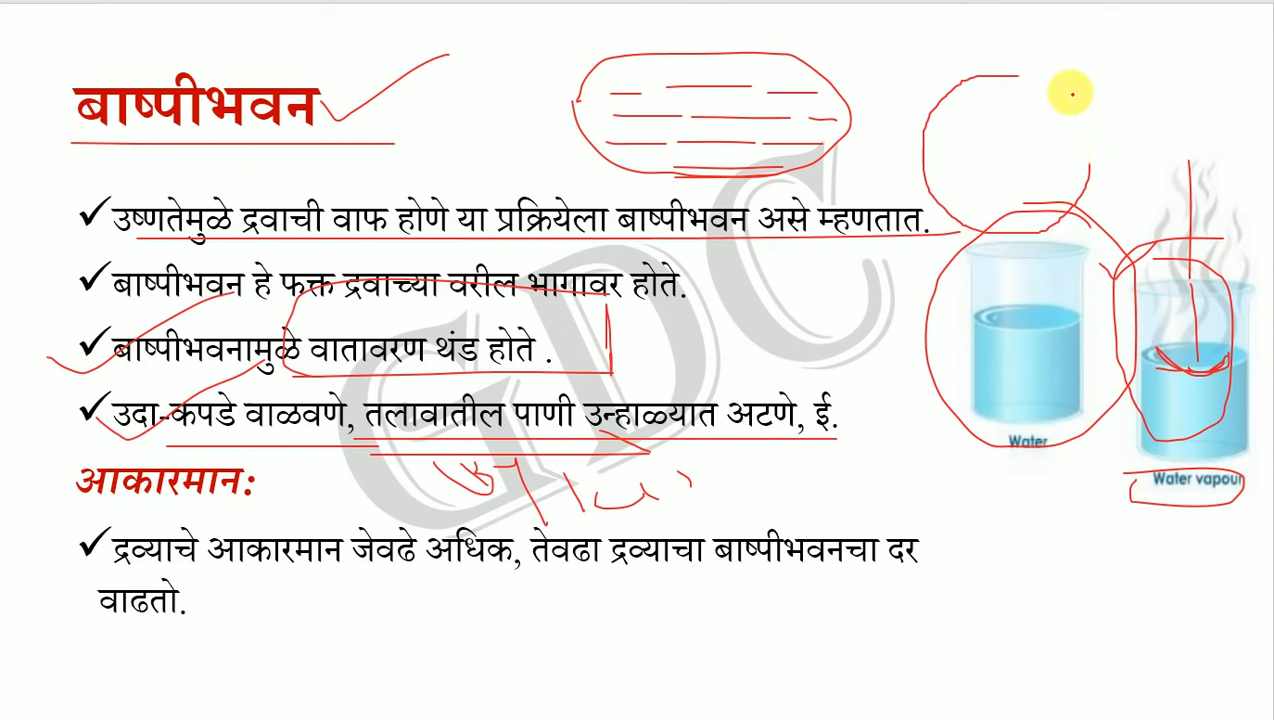 बाष्पीभवन
उष्णतेमुळे द्रवाची वाफ होणे या प्रक्रियेला बाष्पीभवन असे म्हणतात.
बाष्पीभवन हे फक्त द्रवाच्या वरील भागावर होते.
बाष्पीभवनामुळे वातावरण थंड होते .
उदा-कपडे वाळवणे, तलावातील पाणी उन्हाळ्यात अटणे, ई.
आकारमान:
द्रव्याचे आकारमान जेवढे अधिक, तेवढा द्रव्याचा बाष्पीभवनचा दर
वाढतो.
Water
Water vapour
GDC